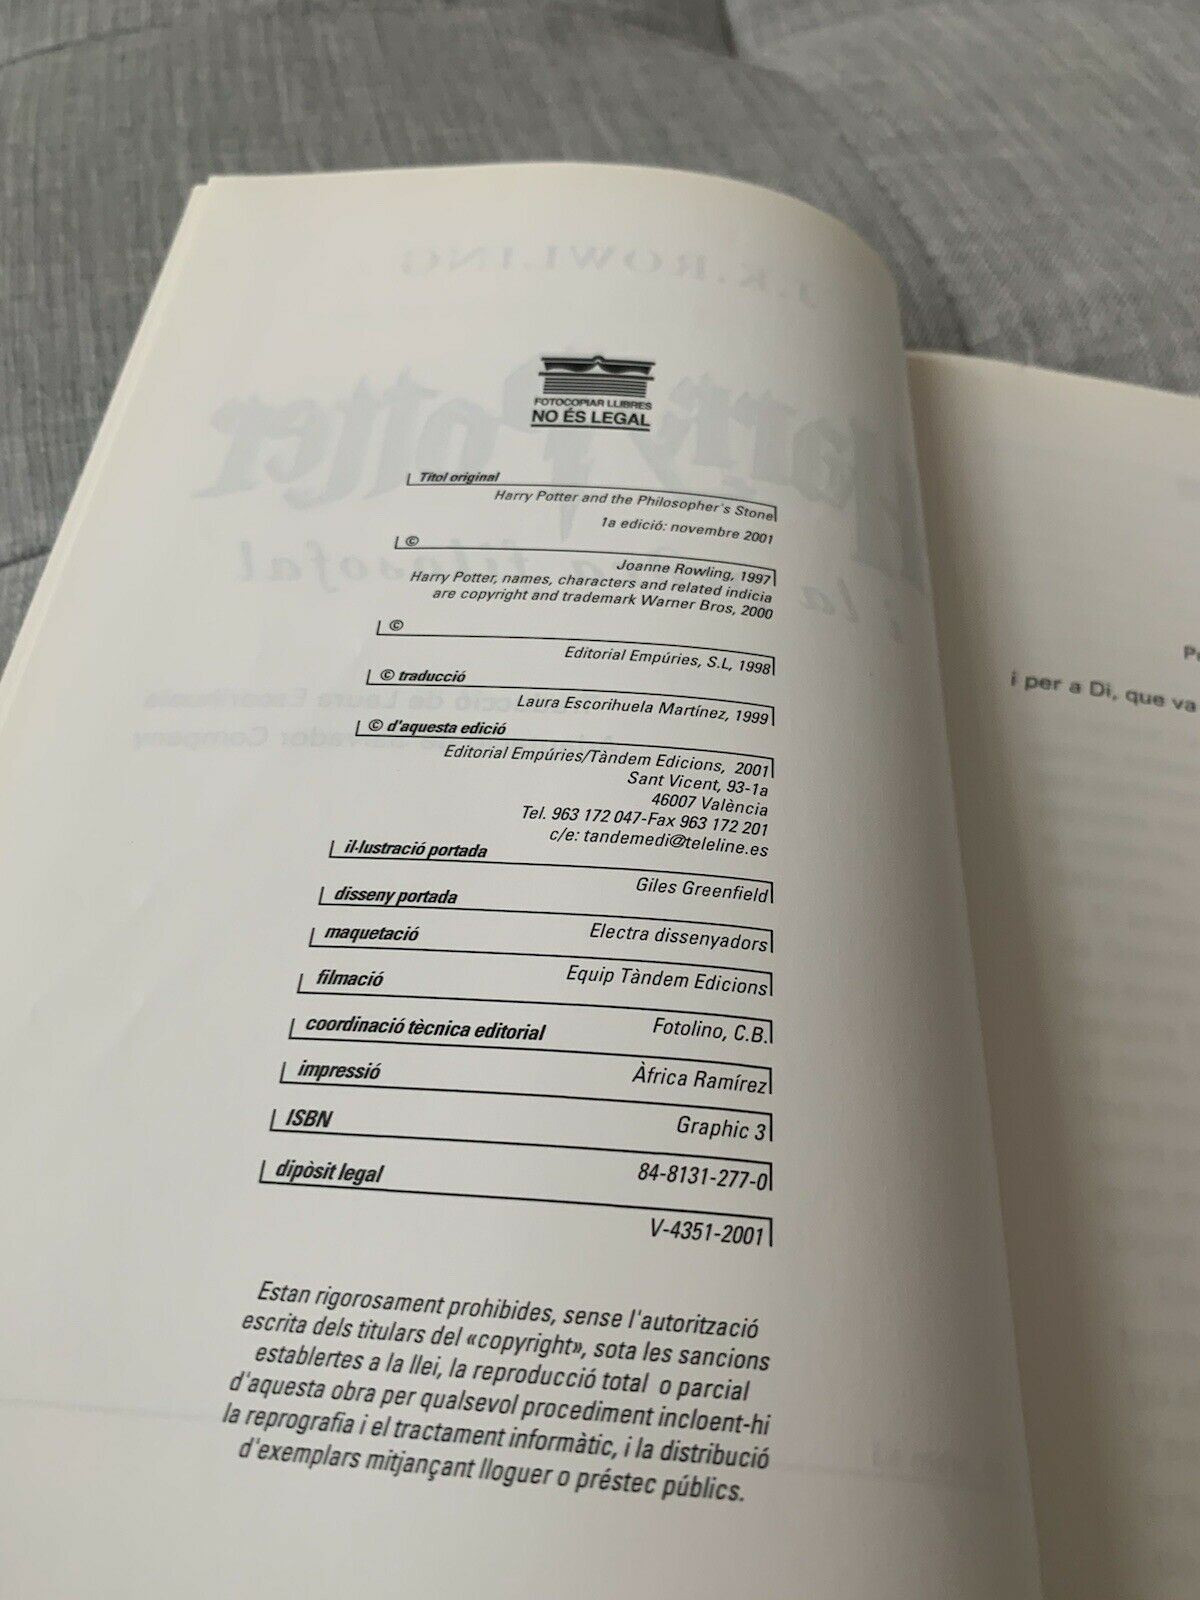 FOTOCOPIAR LLIBRES
NO ÉS LEGAL
Títol original
Harry Potter and the Philosopher's Stone
1a edició: novembre 2001
©
Joanne Rowling, 1997
Harry Potter, names, characters and related indicia
are copyright and trademark Warner Bros, 2000
©
Editorial Empúries, S.L, 1998
© traducció
Laura Escorihuela Martínez, 1999
© d'aquesta edició
Editorial Empúries/Tàndem Edicions, 2001
Sant Vicent, 93-1a
46007 València
Tel. 963 172 047-Fax 963 172 201
c/e: tandemedi@teleline.es
il·lustració portada
Giles Greenfield
disseny portada
Electra dissenyadors
maquetació
Equip Tàndem Edicions
filmació
Fotolino, C.B.
coordinació tècnica editorial
Àfrica Ramírez
impressió
Graphic 3
ISBN
84-8131-277-0
dipòsit legal
V-4351-2001
Estan rigorosament prohibides, sense l'autorització
escrita dels titulars del «copyright», sota les sancions
establertes a la llei, la reproducció total o parcial
d'aquesta obra per qualsevol procediment incloent-hi
la reprografia i el tractament informàtic, i la distribució
d'exemplars mitjançant lloguer o préstec públics.
i per a Di, que va